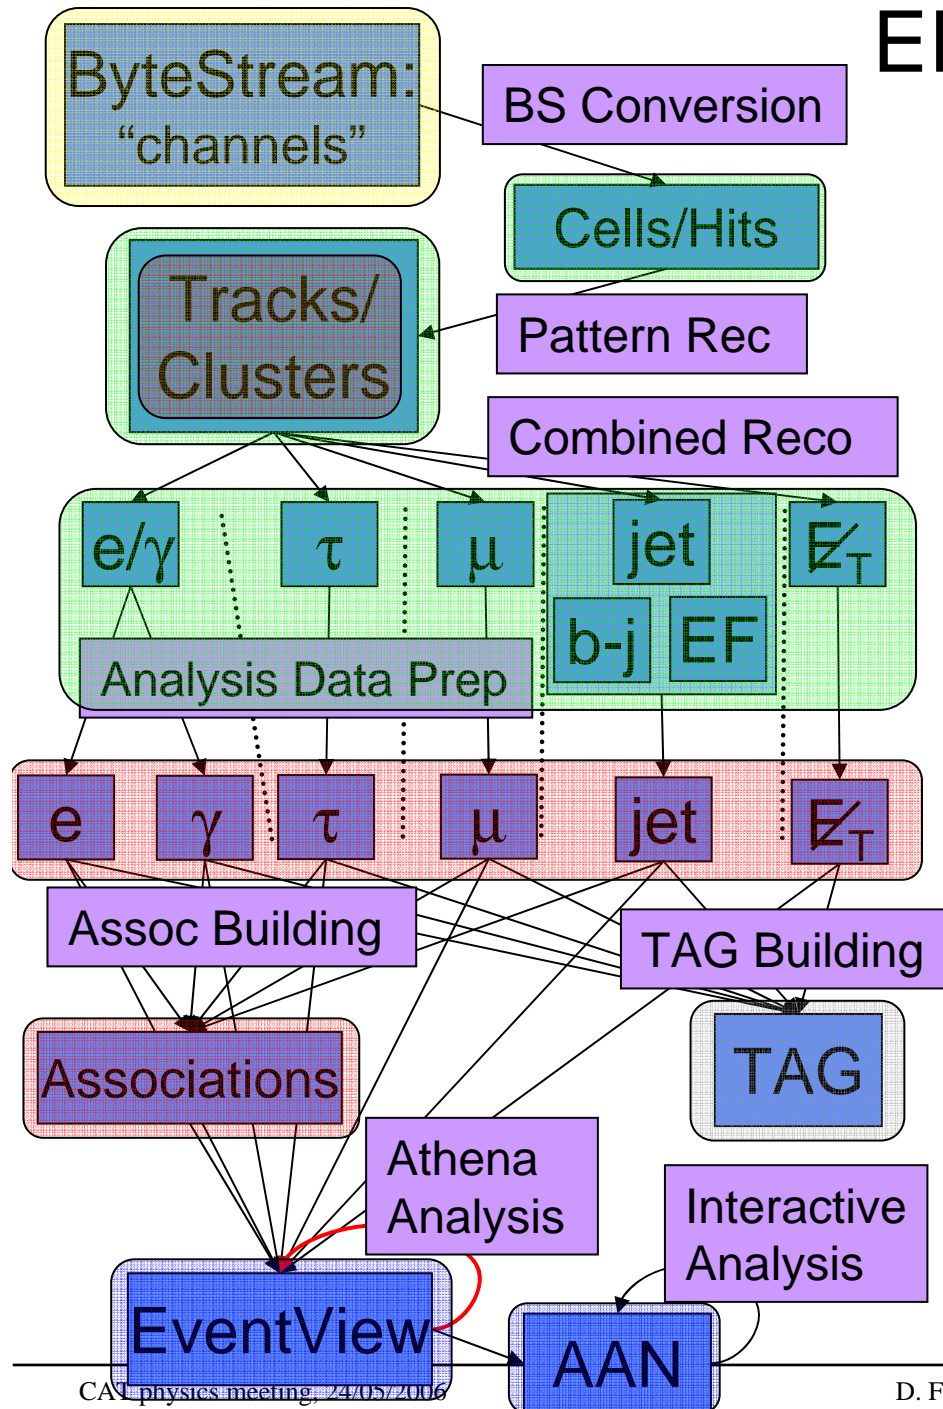 ByteStream:
“channels”
BS Conversion
Cells/Hits
Tracks/
Clusters
Pattern Rec
Combined Reco
e/γ
τ
μ
jet
E̸T
b-j
EF
Analysis Data Prep
e
γ
τ
μ
jet
E̸T
Assoc Building
TAG Building
Associations
TAG
Athena
Analysis
Interactive
Analysis
EventView
AAN
CAT physics meeting, 24/05/2006
D. F